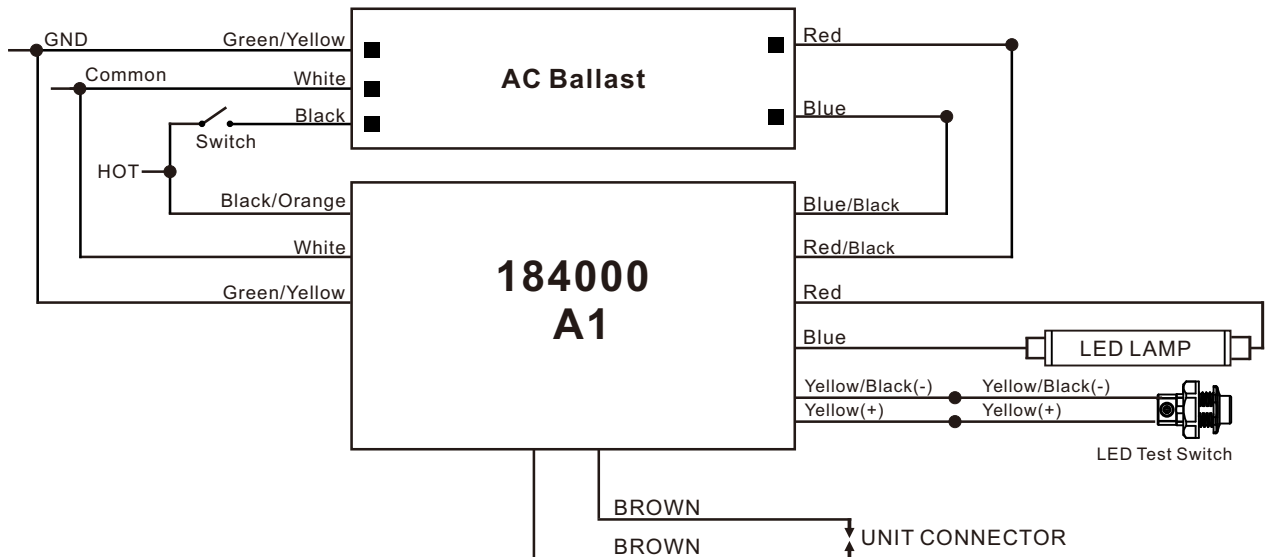 GND
Green/Yellow
Common
White
Black
Switch
HOT
AC Ballast
Red
Blue
Black/Orange
White
Green/Yellow
184000
A1
Blue/Black
Red/Black
Red
Blue
LED LAMP
Yellow/Black(-)
Yellow/Black(-)
Yellow(+)
Yellow(+)
LED Test Switch
BROWN
BROWN
UNIT CONNECTOR